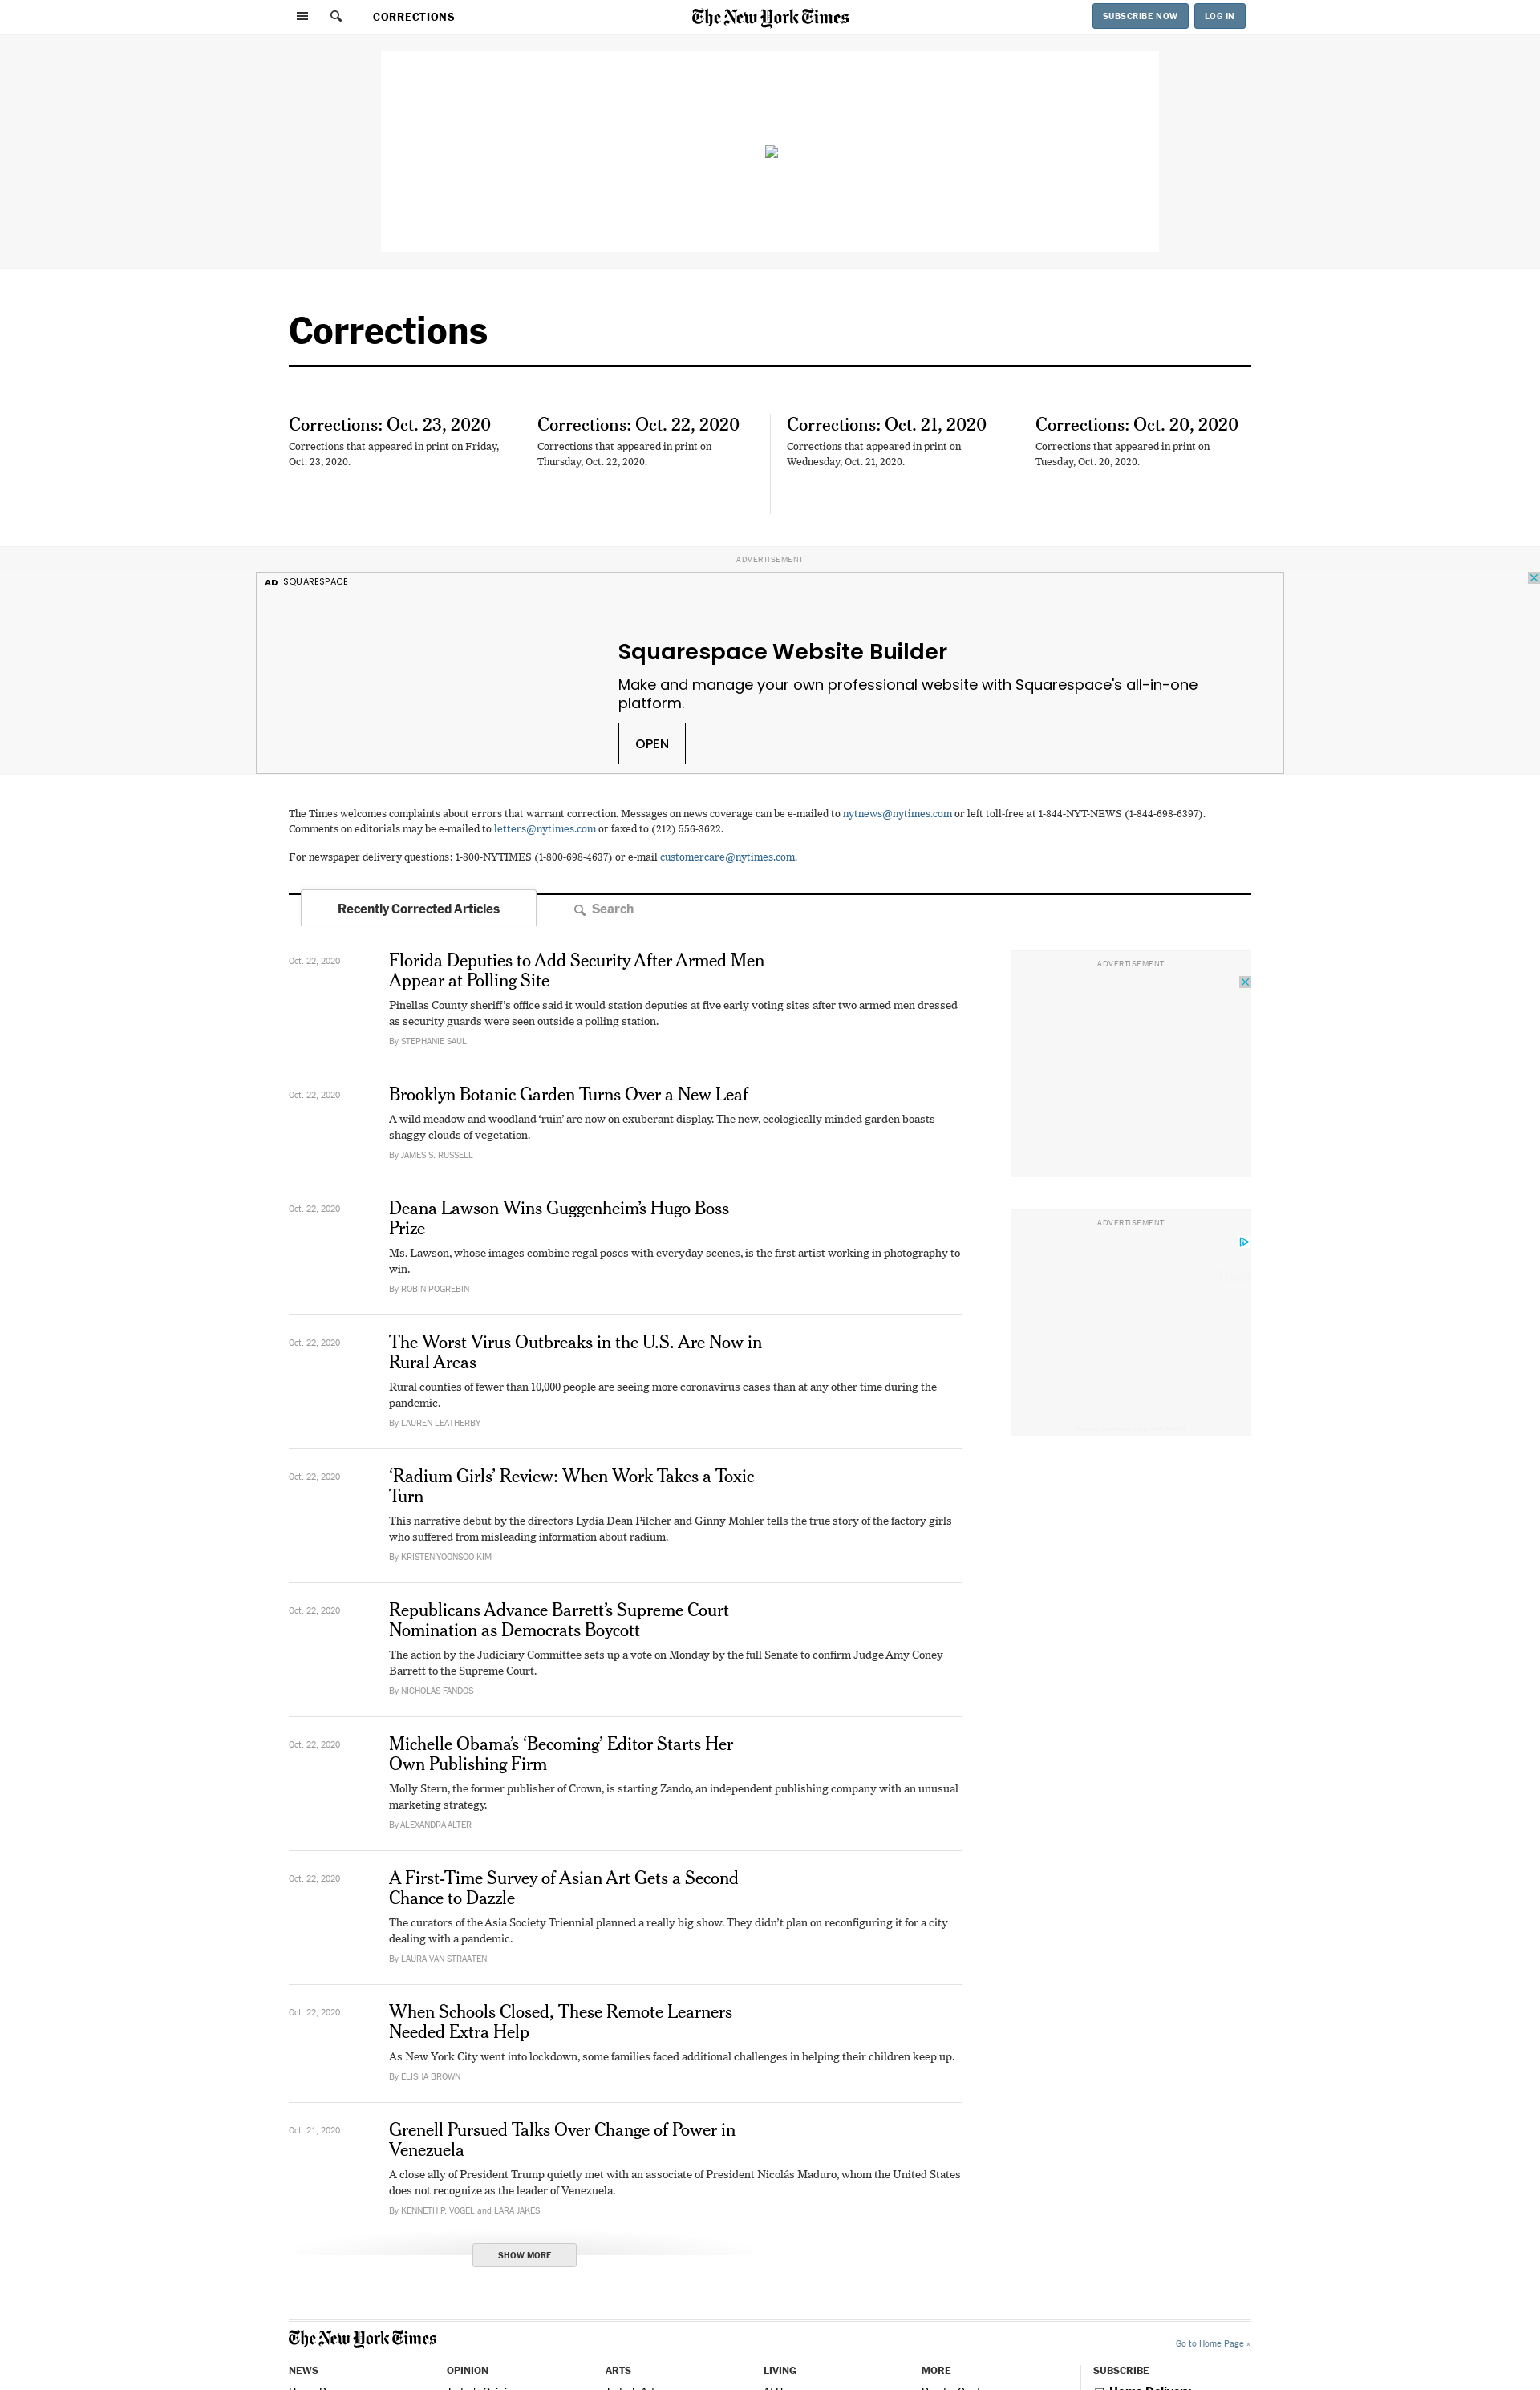 CORRECTIONS
The New York Times
SUBSCRIBE NOW
LOG IN
Corrections
Corrections: Oct. 23, 2020
Corrections that appeared in print on Friday,
Oct. 23, 2020.
Corrections: Oct. 22, 2020
Corrections that appeared in print on
Thursday, Oct. 22, 2020.
Corrections: Oct. 21, 2020
Corrections that appeared in print on
Wednesday, Oct. 21, 2020.
Corrections: Oct. 20, 2020
Corrections that appeared in print on
Tuesday, Oct. 20, 2020.
ADVERTISEMENT
AD SQUARESPACE
Squarespace Website Builder
Make and manage your own professional website with Squarespace's all-in-one
platform.
OPEN
The Times welcomes complaints about errors that warrant correction. Messages on news coverage can be e-mailed to nytnews@nytimes.com or left toll-free at 1-844-NYT-NEWS (1-844-698-6397).
Comments on editorials may be e-mailed to letters@nytimes.com or faxed to (212) 556-3622.
For newspaper delivery questions: 1-800-NYTIMES (1-800-698-4637) or e-mail customercare@nytimes.com.
Recently Corrected Articles
Search
Oct. 22, 2020
Florida Deputies to Add Security After Armed Men
Appear at Polling Site
Pinellas County sheriff’s office said it would station deputies at five early voting sites after two armed men dressed
as security guards were seen outside a polling station.
By STEPHANIE SAUL
ADVERTISEMENT
Oct. 22, 2020
Brooklyn Botanic Garden Turns Over a New Leaf
A wild meadow and woodland ‘ruin’ are now on exuberant display. The new, ecologically minded garden boasts
shaggy clouds of vegetation.
By JAMES S. RUSSELL
Oct. 22, 2020
Deana Lawson Wins Guggenheim’s Hugo Boss
Prize
Ms. Lawson, whose images combine regal poses with everyday scenes, is the first artist working in photography to
win.
By ROBIN POGREBIN
ADVERTISEMENT
Oct. 22, 2020
The Worst Virus Outbreaks in the U.S. Are Now in
Rural Areas
Rural counties of fewer than 10,000 people are seeing more coronavirus cases than at any other time during the
pandemic.
By LAUREN LEATHERBY
Oct. 22, 2020
‘Radium Girls’ Review: When Work Takes a Toxic
Turn
This narrative debut by the directors Lydia Dean Pilcher and Ginny Mohler tells the true story of the factory girls
who suffered from misleading information about radium.
By KRISTEN YOONSOO KIM
Oct. 22, 2020
Republicans Advance Barrett’s Supreme Court
Nomination as Democrats Boycott
The action by the Judiciary Committee sets up a vote on Monday by the full Senate to confirm Judge Amy Coney
Barrett to the Supreme Court.
By NICHOLAS FANDOS
Oct. 22, 2020
Michelle Obama’s ‘Becoming’ Editor Starts Her
Own Publishing Firm
Molly Stern, the former publisher of Crown, is starting Zando, an independent publishing company with an unusual
marketing strategy.
By ALEXANDRA ALTER
Oct. 22, 2020
A First-Time Survey of Asian Art Gets a Second
Chance to Dazzle
The curators of the Asia Society Triennial planned a really big show. They didn’t plan on reconfiguring it for a city
dealing with a pandemic.
By LAURA VAN STRAATEN
Oct. 22, 2020
When Schools Closed, These Remote Learners
Needed Extra Help
As New York City went into lockdown, some families faced additional challenges in helping their children keep up.
By ELISHA BROWN
Oct. 21, 2020
Grenell Pursued Talks Over Change of Power in
Venezuela
A close ally of President Trump quietly met with an associate of President Nicolás Maduro, whom the United States
does not recognize as the leader of Venezuela.
By KENNETH P. VOGEL and LARA JAKES
SHOW MORE
The New York Times
Go to Home Page »
NEWS
OPINION
ARTS
LIVING
MORE
SUBSCRIBE
Home Delivery